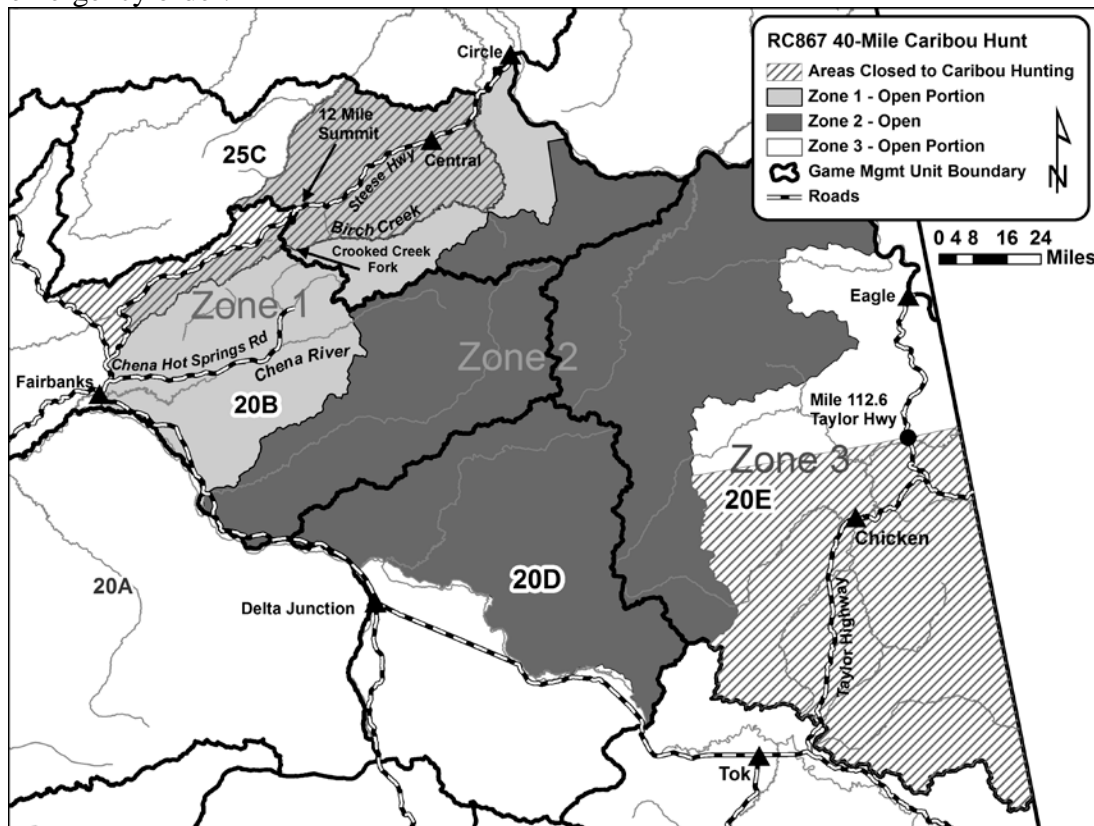 RC867 40-Mile Caribou Hunt
Areas Closed to Caribou Hunting
Zone 1 - Open Portion
Zone 2 - Open
Zone 3 - Open Portion
Game Mgmt Unit Boundary
Roads
N
0 4 8 16 24
Miles
Circle
12 Mile
Summit
25C
Central
Steese Hwy
Birch Creek
Crooked Creek
Fork
Zone 1
Chena Hot Springs Rd
Chena River
Fairbanks
20B
Zone 2
Eagle
Mile 112.6
Taylor Hwy
Zone 3
20E
Chicken
20A
20D
Delta Junction
Taylor Highway
Tok